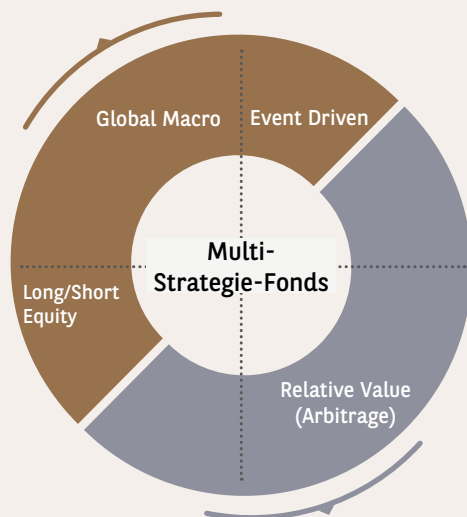 Global Macro
Event Driven
Multi-
Strategie-Fonds
Long/Short
Equity
Relative Value
(Arbitrage)